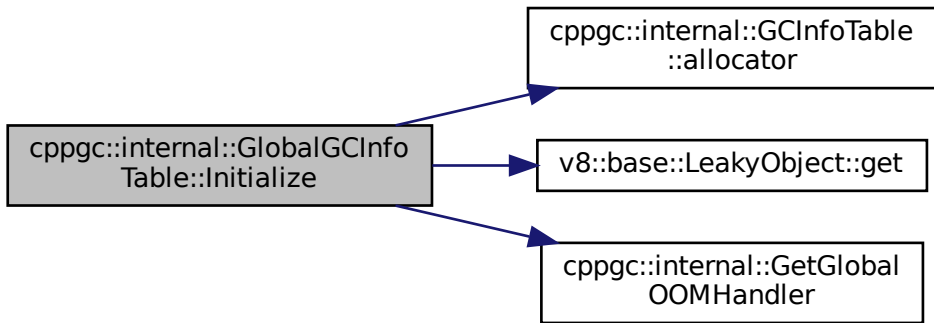 cppgc::internal::GCInfoTable
::allocator
cppgc::internal::GlobalGCInfo
Table::Initialize
v8::base::LeakyObject::get
cppgc::internal::GetGlobal
OOMHandler